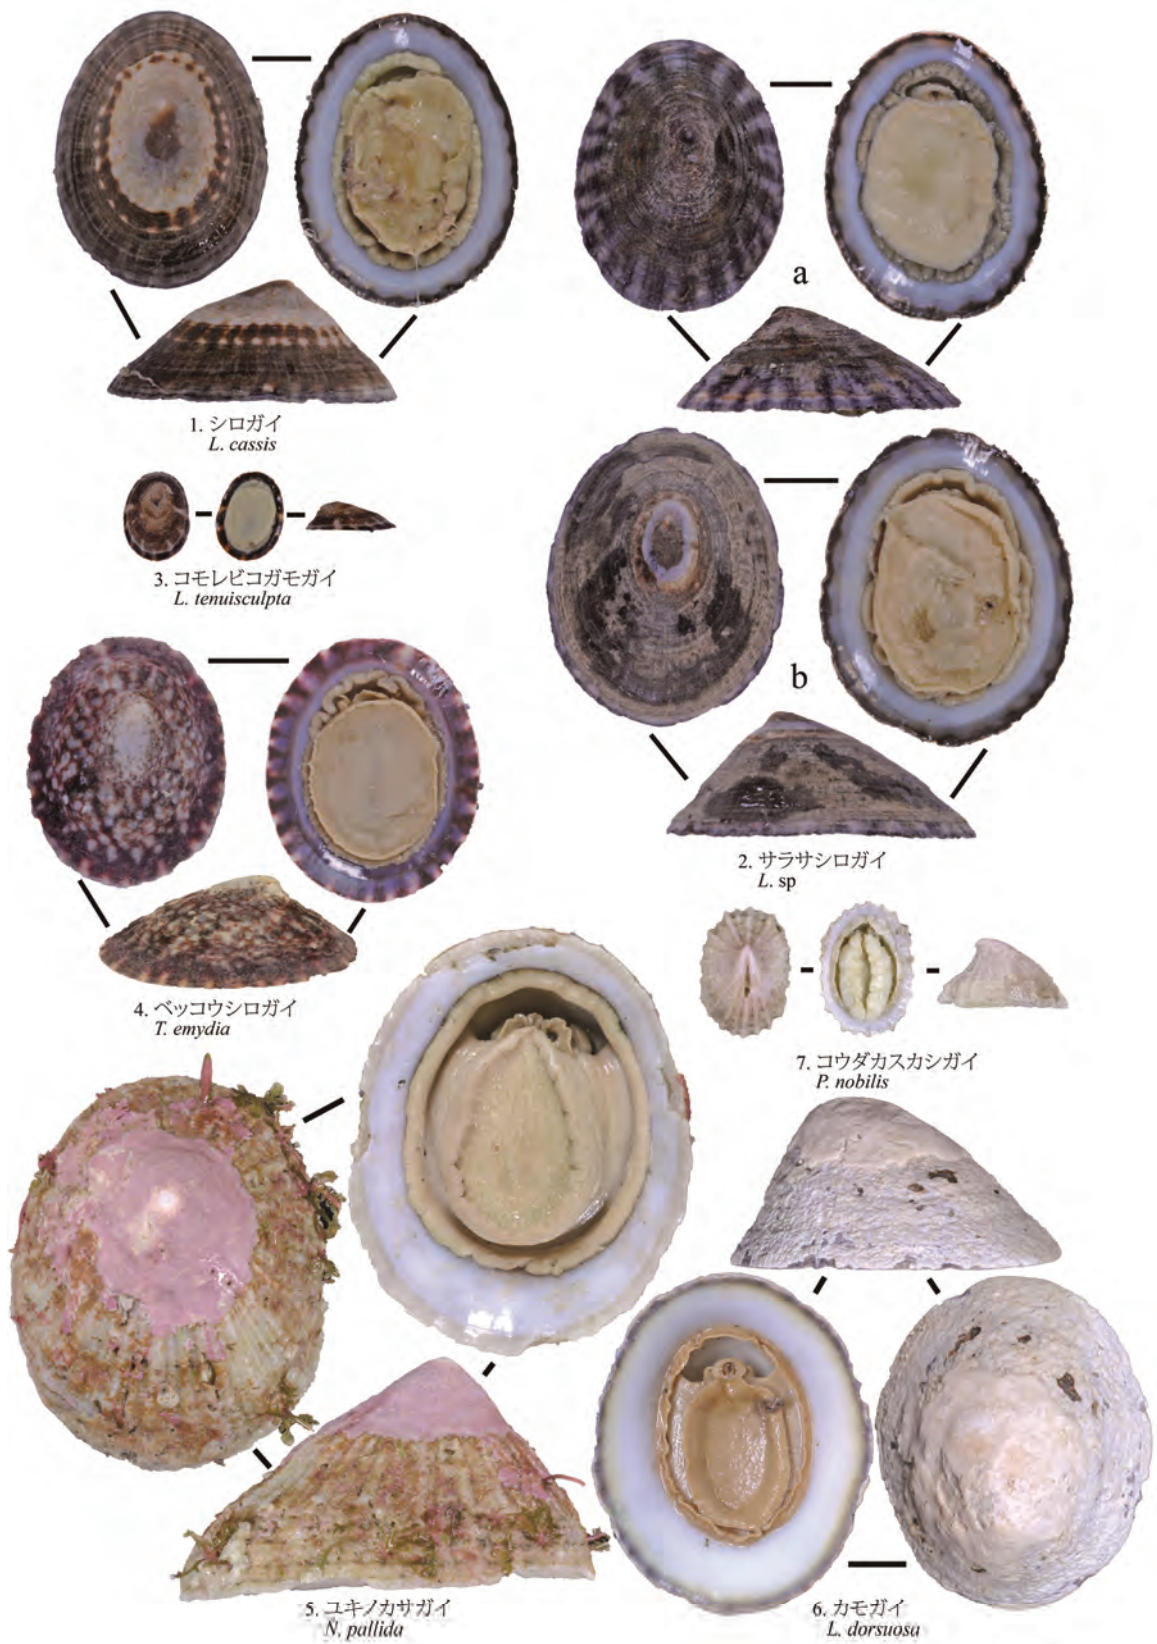 a
1. シロガイ
L. cassis
3. コモレビコガモガイ
L. tenuisculpta
b
2. サラサシロガイ
L. sp
4. ベッコウシロガイ
T. emydia
7. コウダカスカシガイ
P. nobilis
5. ユキノカサガイ
N. pallida
6. カモガイ
L. dorsuosa